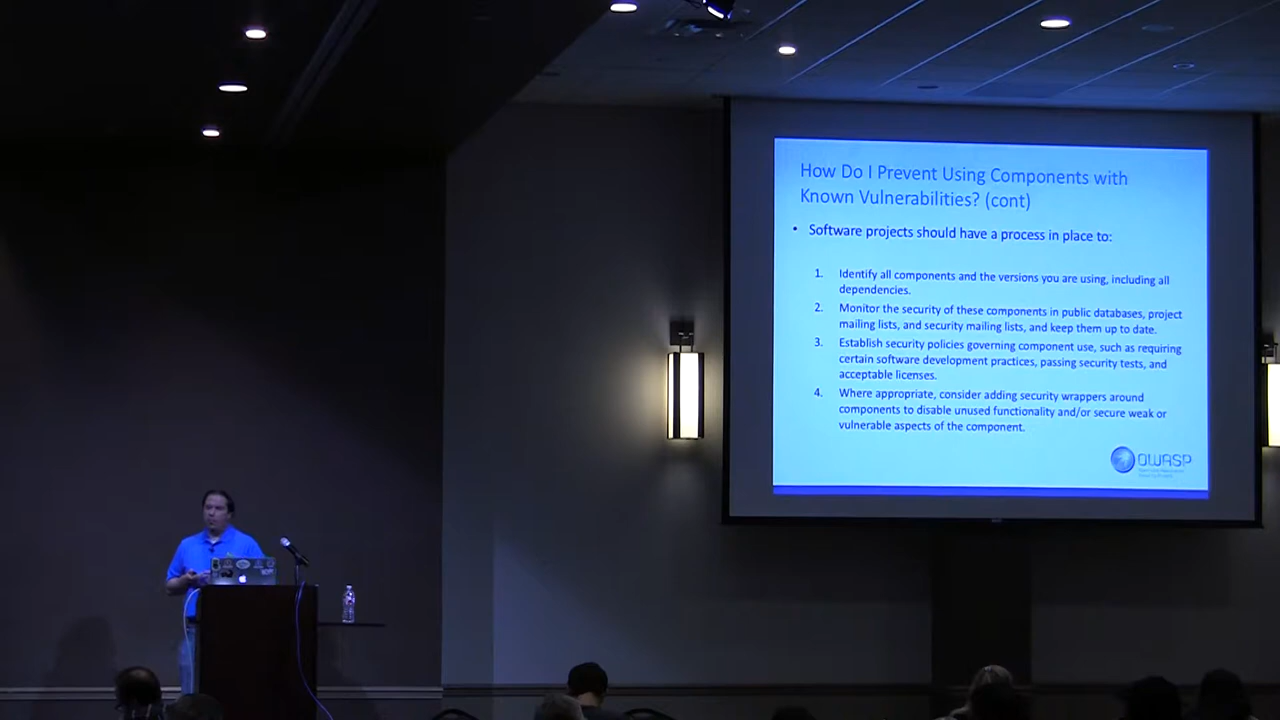 How Do I Prevent Using Components with
Known Vulnerabilities? (cont)
• Software projects should have a process in place to:
1. Identify all components and the versions you are using, including all
dependencies.
2. Monitor the security of these components in public databases, project
mailing lists, and security mailing lists, and keep them up to date.
3. Establish security policies governing component use, such as requiring
certain software development practices, passing security tests, and
acceptable licenses.
4. Where appropriate, consider adding security wrappers around
components to disable unused functionality and/or secure weak or
vulnerable aspects of the component.
OWASP